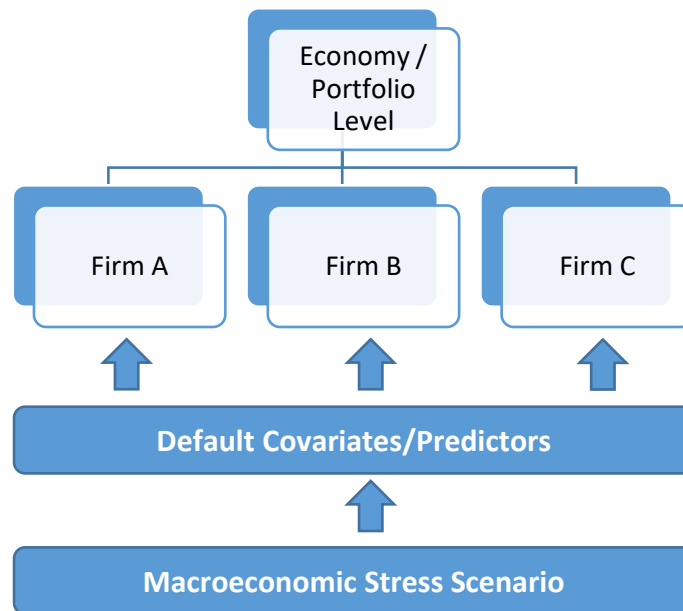 Economy /
Portfolio
Level
Firm A
Firm B
Firm C
Default Covariates/Predictors
Macroeconomic Stress Scenario